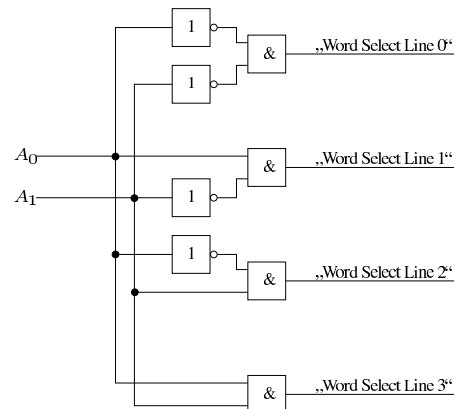 1
& „Word Select Line 0“
1
A0 & „Word Select Line 1“
A1 1
1
& „Word Select Line 2“
& „Word Select Line 3“